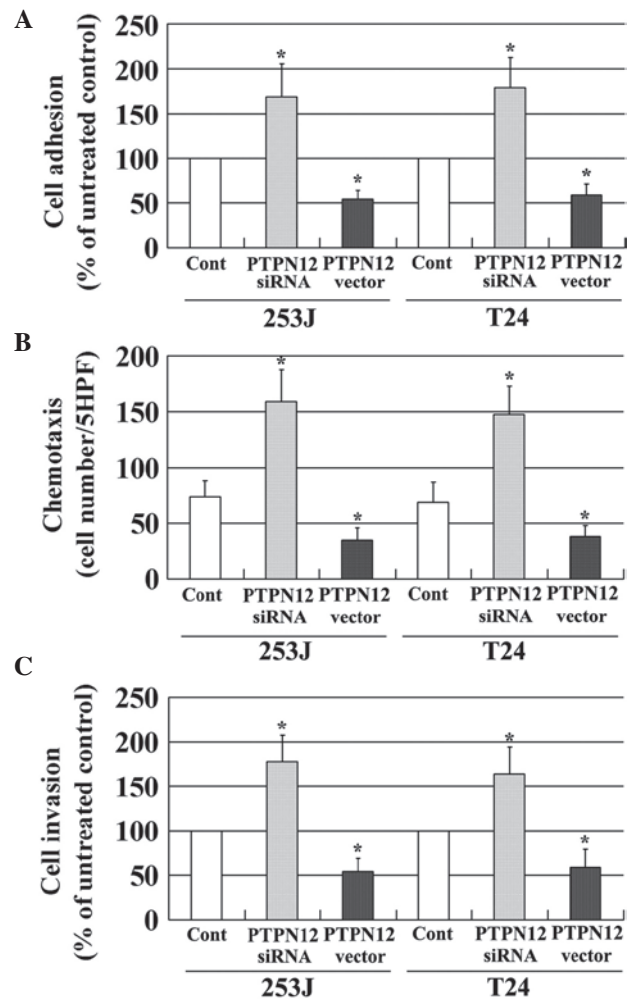 A
Cell adhesion
(% of untreated control)
250
200
150
100
50
0
* * * *
Cont PTPN12 PTPN12 Cont PTPN12 PTPN12
siRNA vector siRNA vector
253J T24
B
Chemotaxis
(cell number/5HPF)
200
150
100
50
0
* * * *
Cont PTPN12 PTPN12 Cont PTPN12 PTPN12
siRNA vector siRNA vector
253J T24
C
Cell invasion
(% of untreated control)
250
200
150
100
50
0
* * * *
Cont PTPN12 PTPN12 Cont PTPN12 PTPN12
siRNA vector siRNA vector
253J T24